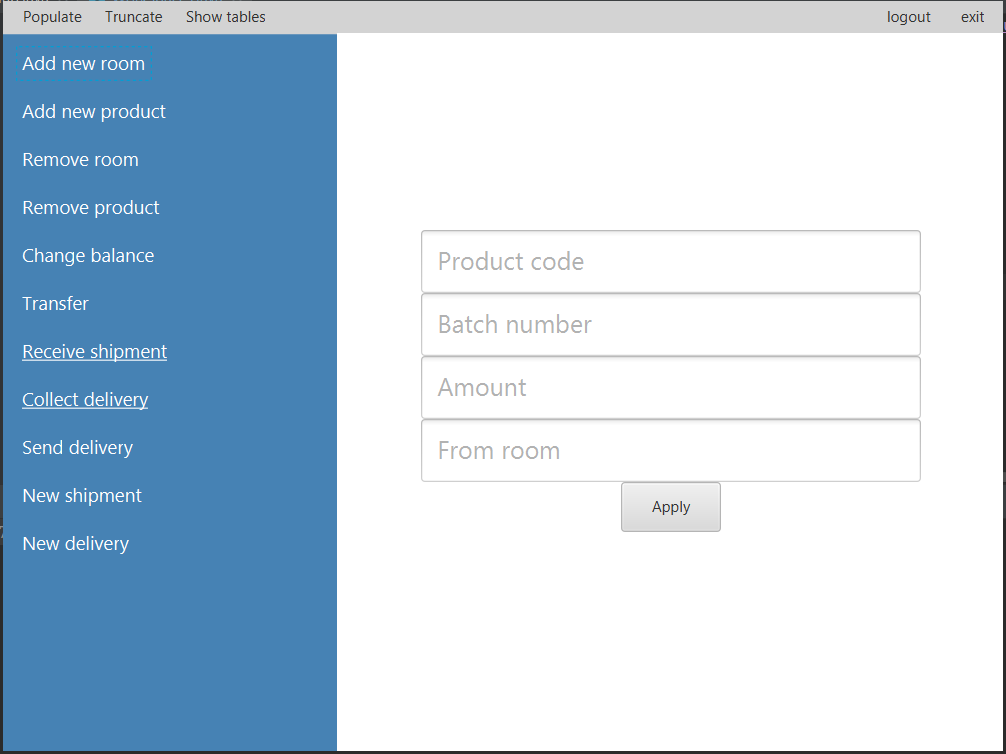 Populate Truncate Show tables logout exit
Add new room
Add new product
Remove room
Remove product
Change balance
Transfer
Receive shipment
Collect delivery
Send delivery
New shipment
New delivery
Product code
Batch number
Amount
From room
Apply